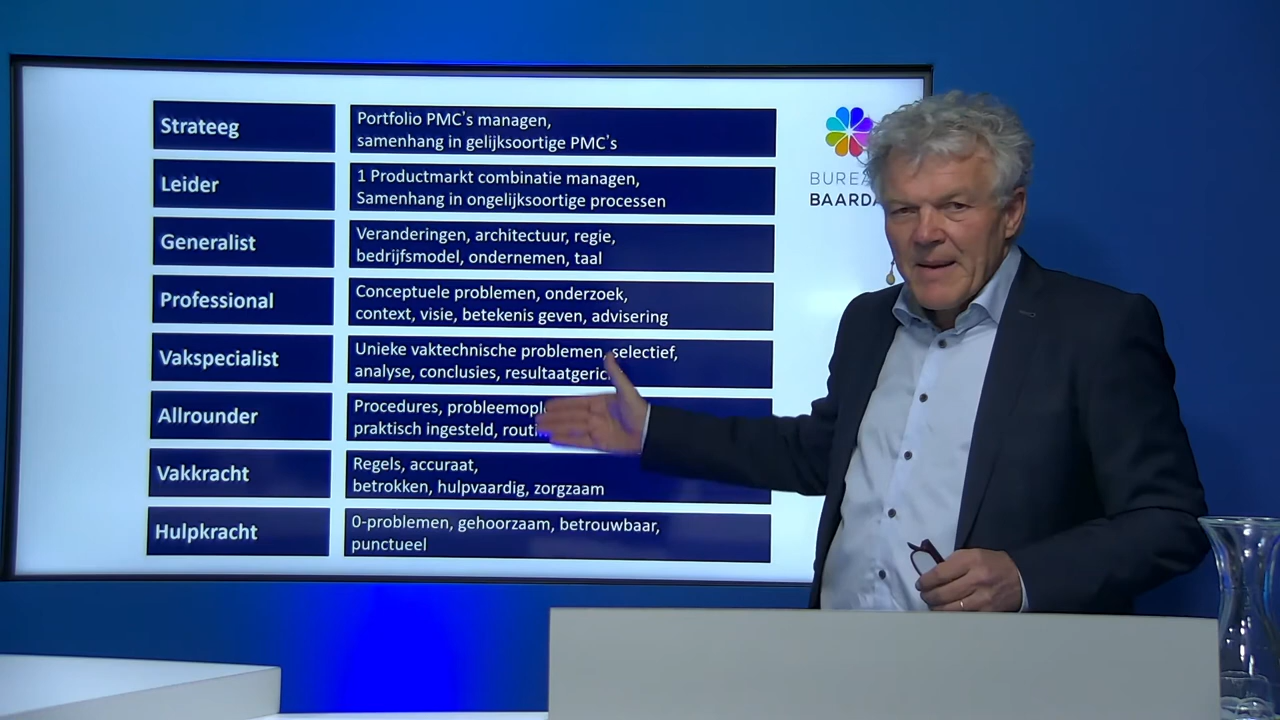 Strateeg
Portfolio PMC's managen,
samenhang in gelijksoortige PMC's
Leider
1 Productmarkt combinatie managen,
Samenhang in ongelijksoortige processen
Generalist
Veranderingen, architectuur, regie,
bedrijfsmodel, ondernemen, taal
Professional
Conceptuele problemen, onderzoek,
context, visie, betekenis geven, advisering
Vakspecialist
Unieke vaktechnische problemen, selectief,
analyse, conclusies,
Allrounder
Procedures,
praktisch ingesteld,
Vakkracht
Regels, accuraat,
betrokken, hulpvaardig, zorgzaam
Hulpkracht
0-problemen, gehoorzaam, betrouwbaar,
punctueel